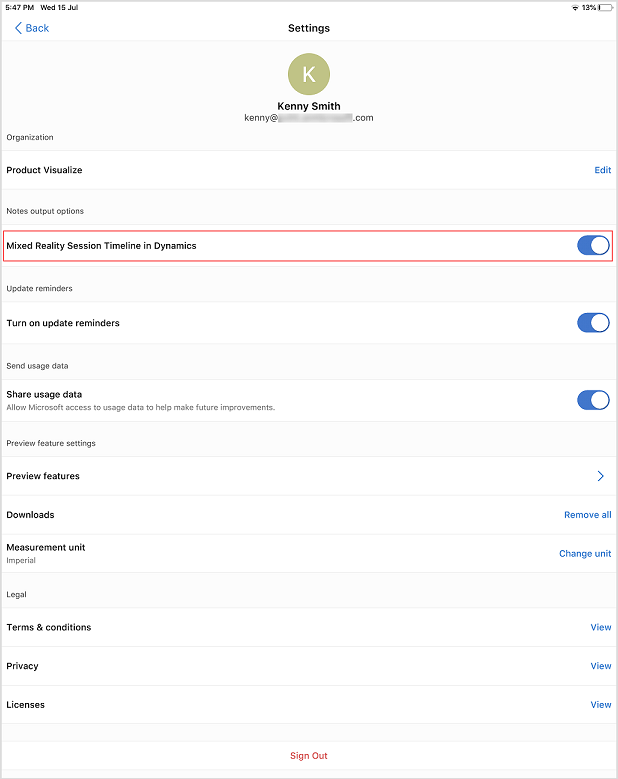 5:47 PM Wed 15 Jul
13%
Back
Settings
K
Kenny Smith
kenny@ .com
Organization
Product Visualize
Edit
Notes output options
Mixed Reality Session Timeline in Dynamics
Update reminders
Turn on update reminders
Send usage data
Share usage data
Allow Microsoft access to usage data to help make future improvements.
Preview feature settings
Preview features
Downloads
Remove all
Measurement unit
Imperial
Change unit
Legal
Terms & conditions
View
Privacy
View
Licenses
View
Sign Out